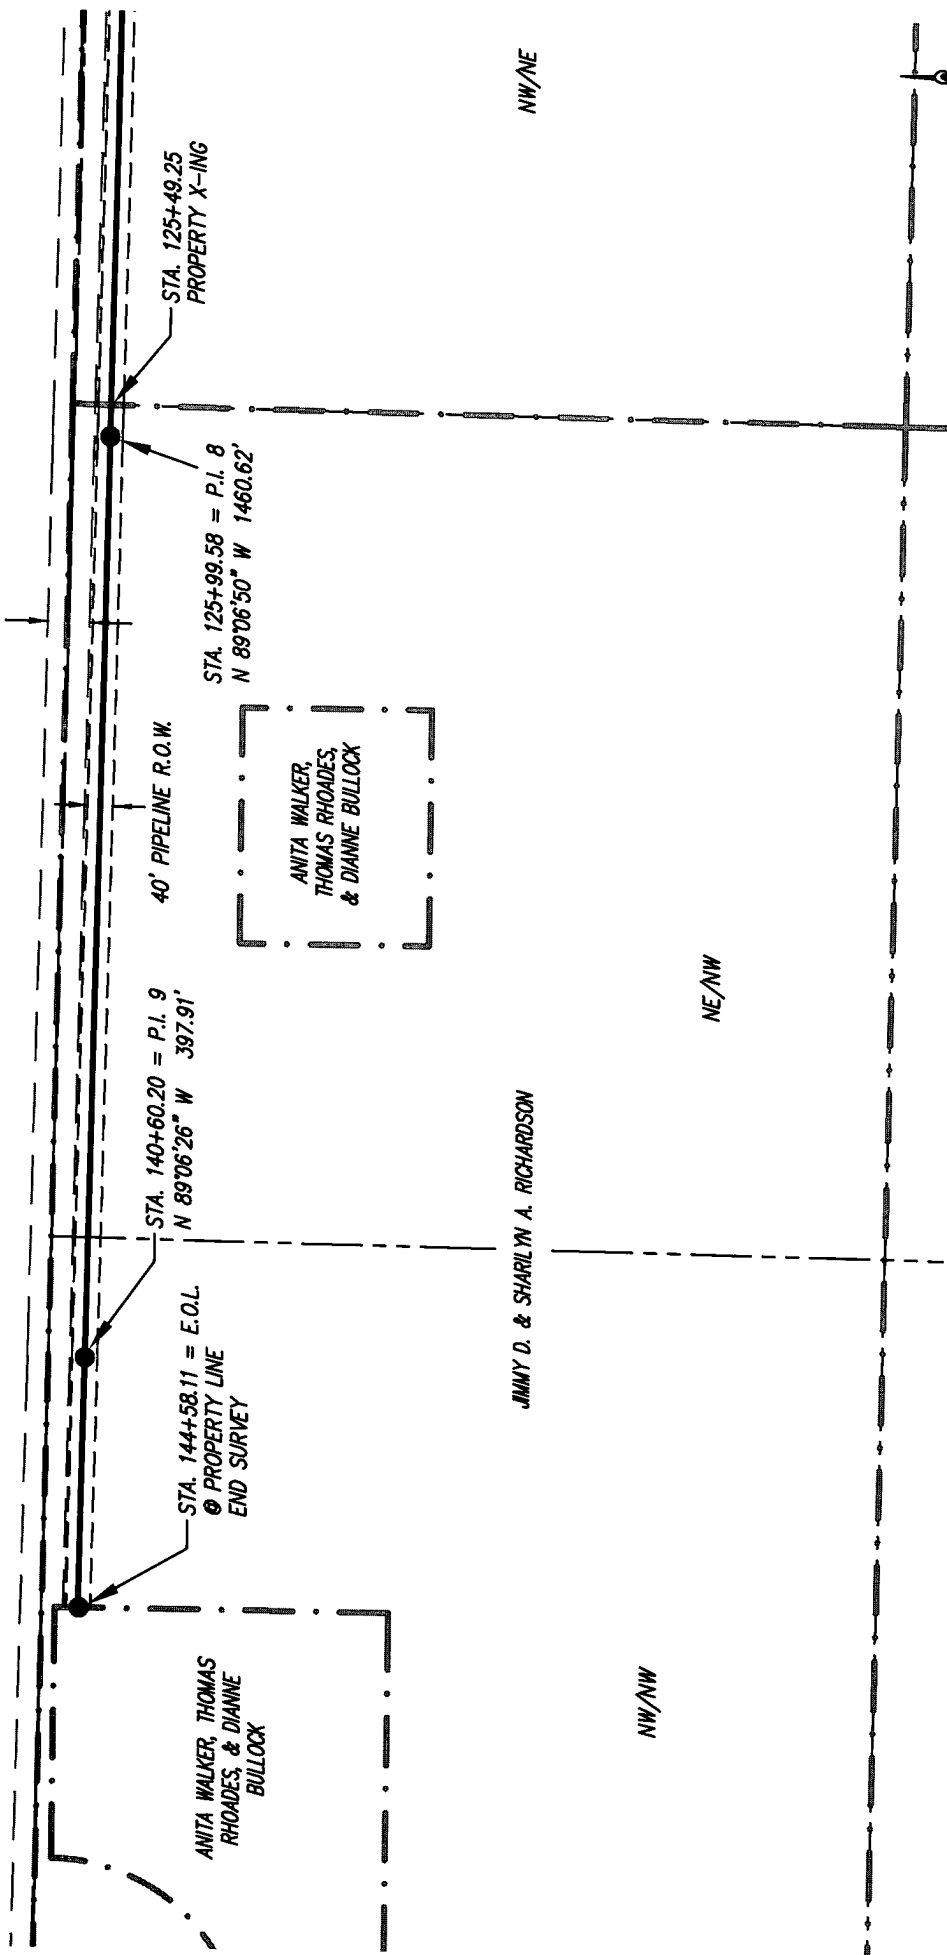 NW/NE
STA. 125+49.25
PROPERTY X-ING
STA. 125+99.58 = P.I. 8
N 89°06'50" W 1460.62'
40' PIPELINE R.O.W.
ANITA WALKER,
THOMAS RHOADES,
& DIANNE BULLOCK
NE/NW
STA. 140+60.20 = P.I. 9
N 89°06'26" W 397.91'
JIMMY D. & SHARILYN A. RICHARDSON
STA. 144+58.11 = E.O.L.
@ PROPERTY LINE
END SURVEY
ANITA WALKER, THOMAS
RHOADES, & DIANNE
BULLOCK
NW/NW